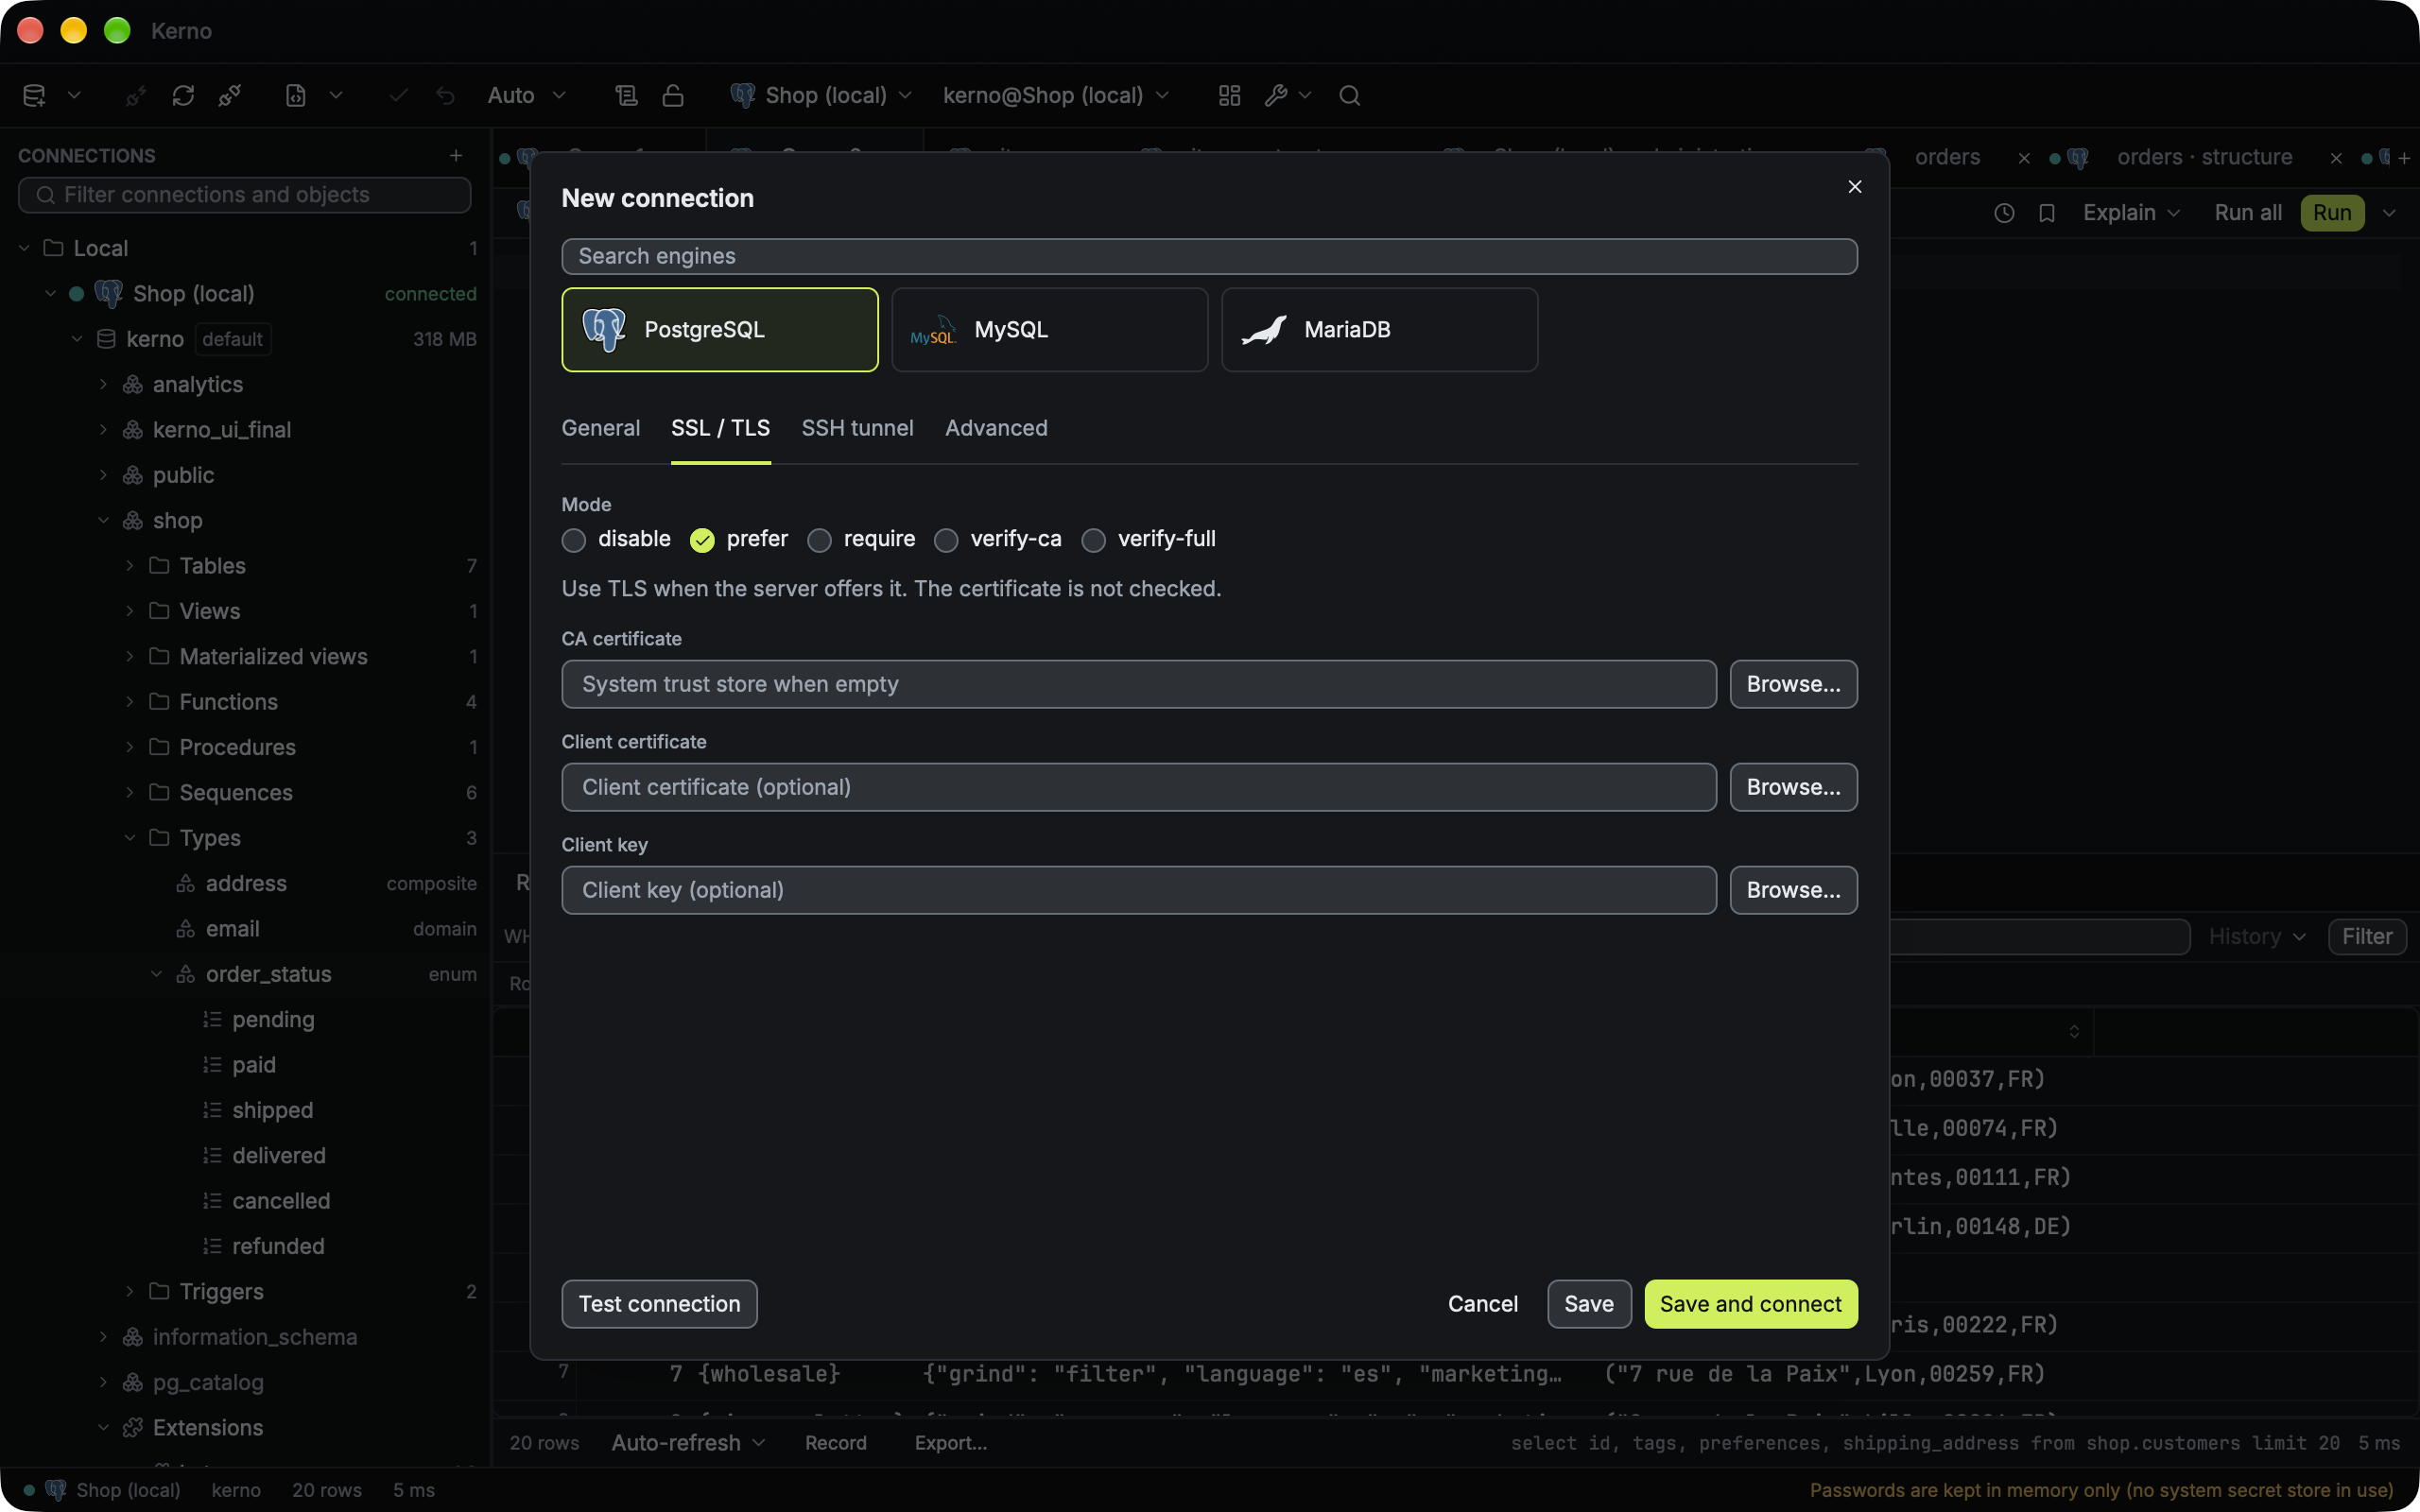 Kerno
Auto
Shop (local)
kerno@Shop (local)
CONNECTIONS
Filter connections and objects
Local 1
Shop (local) connected
kerno default 318 MB
analytics
kerno_ui_final
public
shop
Tables 7
Views 1
Materialized views 1
Functions 4
Procedures 1
Sequences 6
Types 3
address composite
email domain
order_status enum
pending
paid
shipped
delivered
cancelled
refunded
Triggers 2
information_schema
pg_catalog
Extensions
orders
orders · structure
Explain
Run all
Run
New connection
Search engines
PostgreSQL
MySQL
MySQL
MariaDB
General
SSL / TLS
SSH tunnel
Advanced
Mode
disable
prefer
require
verify-ca
verify-full
Use TLS when the server offers it. The certificate is not checked.
CA certificate
System trust store when empty
Browse...
Client certificate
Client certificate (optional)
Browse...
Client key
Client key (optional)
Browse...
Test connection
Cancel
Save
Save and connect
History
Filter
on,00037,FR)
lle,00074,FR)
ntes,00111,FR)
rlin,00148,DE)
ris,00222,FR)
7 7 {wholesale} {"grind": "filter", "language": "es", "marketing… ("7 rue de la Paix",Lyon,00259,FR)
20 rows
Auto-refresh
Record
Export...
select id, tags, preferences, shipping_address from shop.customers limit 20 5 ms
Shop (local)
kerno
20 rows
5 ms
Passwords are kept in memory only (no system secret store in use)